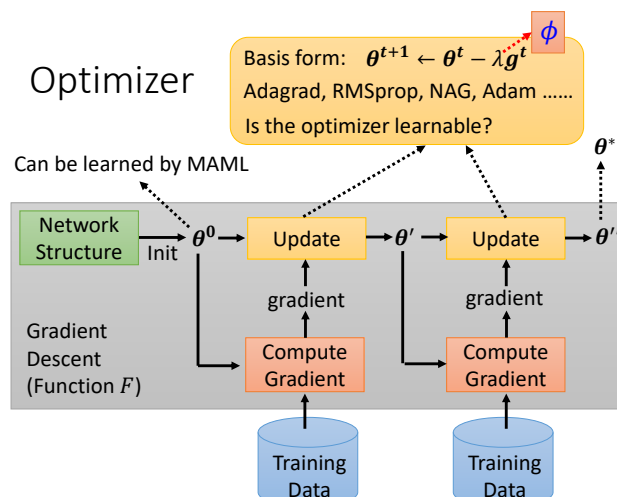 Optimizer
ϕ
Basis form: θ^{t+1} ← θ^t − λg^t
Adagrad, RMSprop, NAG, Adam ……
Is the optimizer learnable?
Can be learned by MAML
θ*
Network
Structure
Init
θ^0
Update
θ′
Update
θ′′
gradient
gradient
Gradient
Descent
(Function F)
Compute
Gradient
Compute
Gradient
Training
Data
Training
Data